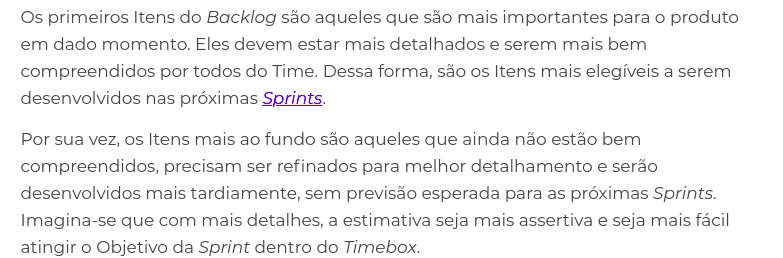 Os primeiros Itens do Backlog são aqueles que são mais importantes para o produto
em dado momento. Eles devem estar mais detalhados e serem mais bem
compreendidos por todos do Time. Dessa forma, são os Itens mais elegíveis a serem
desenvolvidos nas próximas Sprints.
Por sua vez, os Itens mais ao fundo são aqueles que ainda não estão bem
compreendidos, precisam ser refinados para melhor detalhamento e serão
desenvolvidos mais tardiamente, sem previsão esperada para as próximas Sprints.
Imagina-se que com mais detalhes, a estimativa seja mais assertiva e seja mais fácil
atingir o Objetivo da Sprint dentro do Timebox.